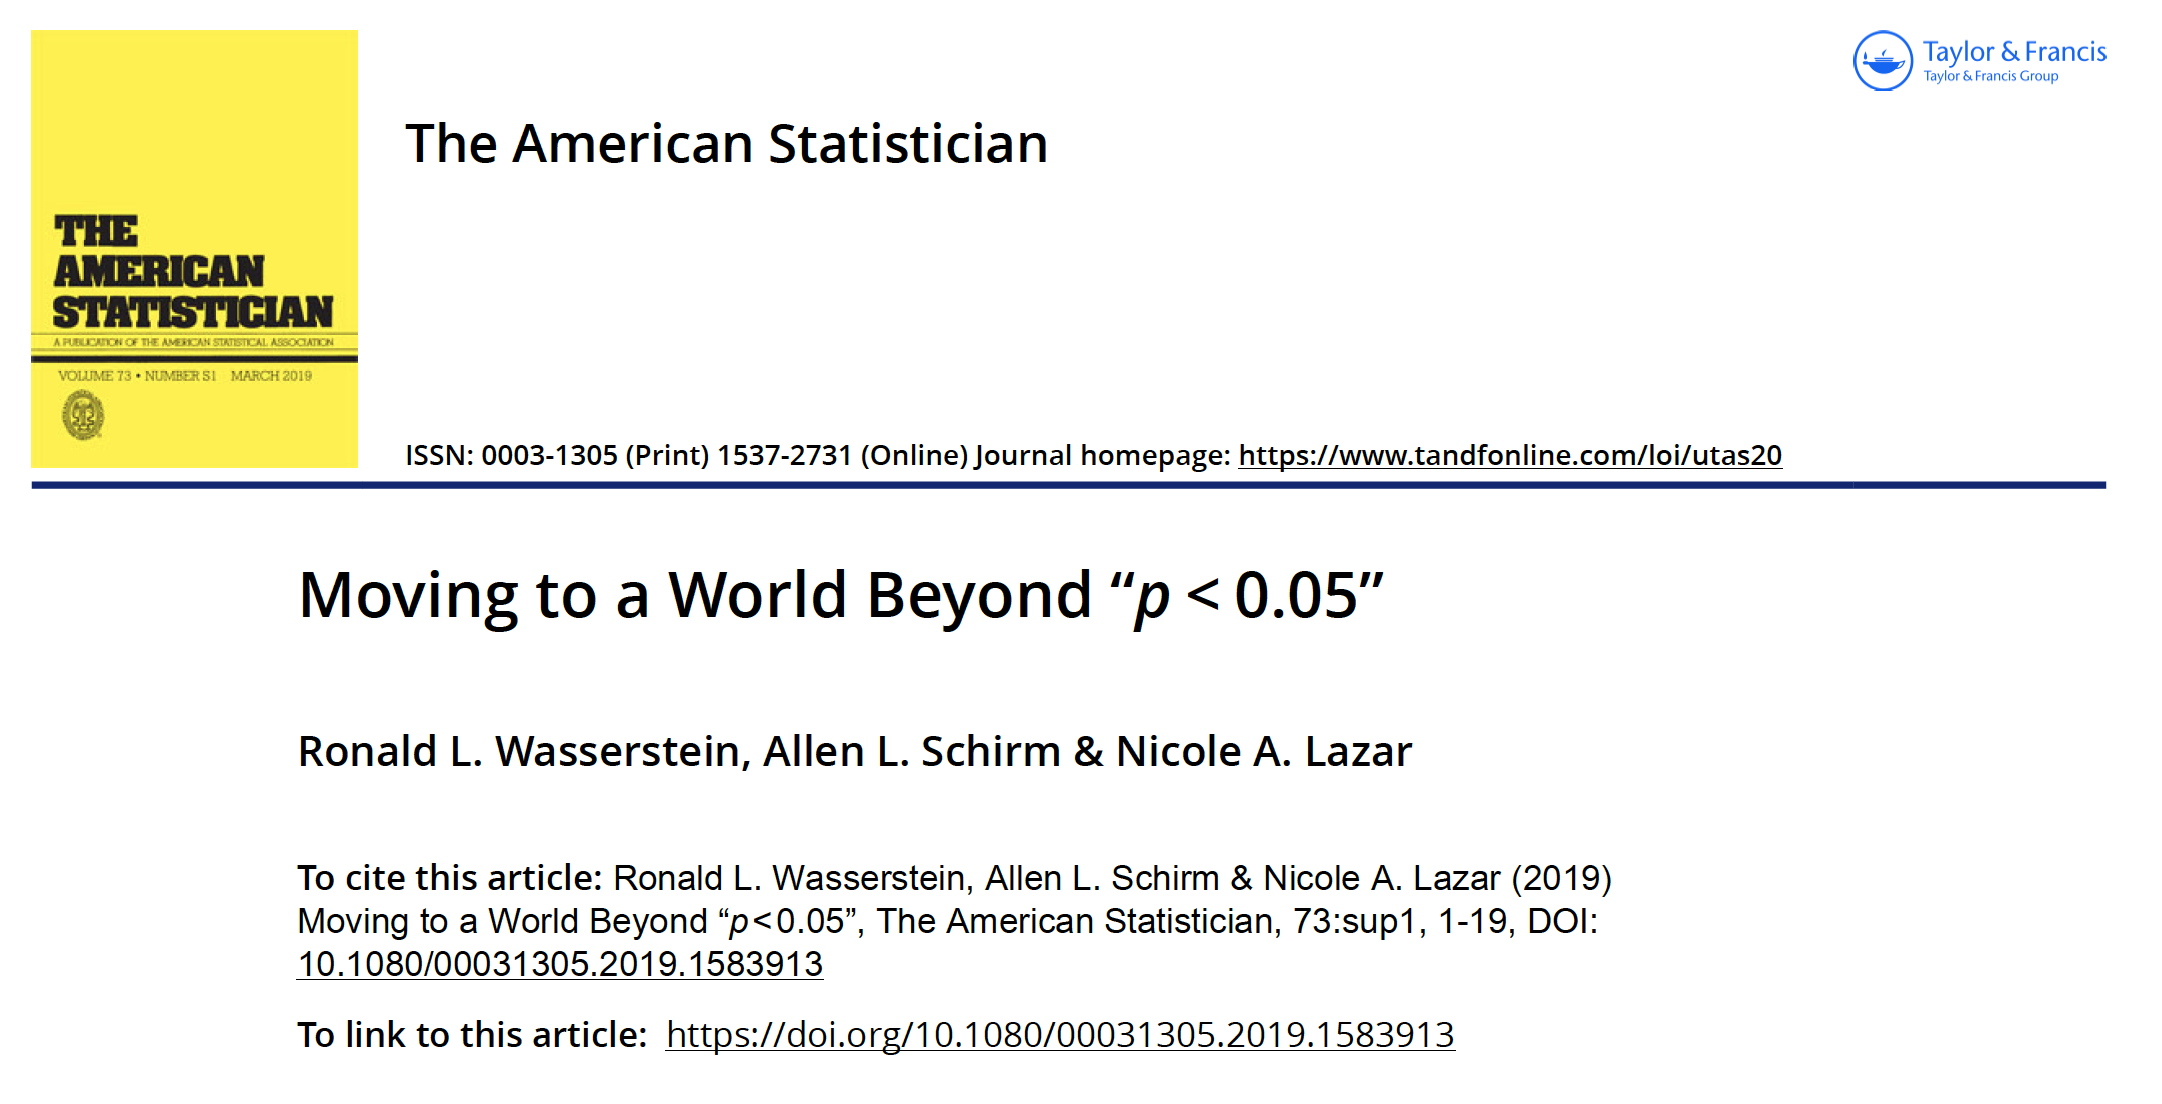 Taylor & Francis
Taylor & Francis Group
The American Statistician
THE
AMERICAN
STATISTICIAN
A PUBLICATION OF THE AMERICAN STATISTICAL ASSOCIATION
VOLUME 73 • NUMBER S1 MARCH 2019
ISSN: 0003-1305 (Print) 1537-2731 (Online) Journal homepage: https://www.tandfonline.com/loi/utas20
Moving to a World Beyond “p < 0.05”
Ronald L. Wasserstein, Allen L. Schirm & Nicole A. Lazar
To cite this article: Ronald L. Wasserstein, Allen L. Schirm & Nicole A. Lazar (2019)
Moving to a World Beyond “p < 0.05”, The American Statistician, 73:sup1, 1-19, DOI:
10.1080/00031305.2019.1583913
To link to this article: https://doi.org/10.1080/00031305.2019.1583913